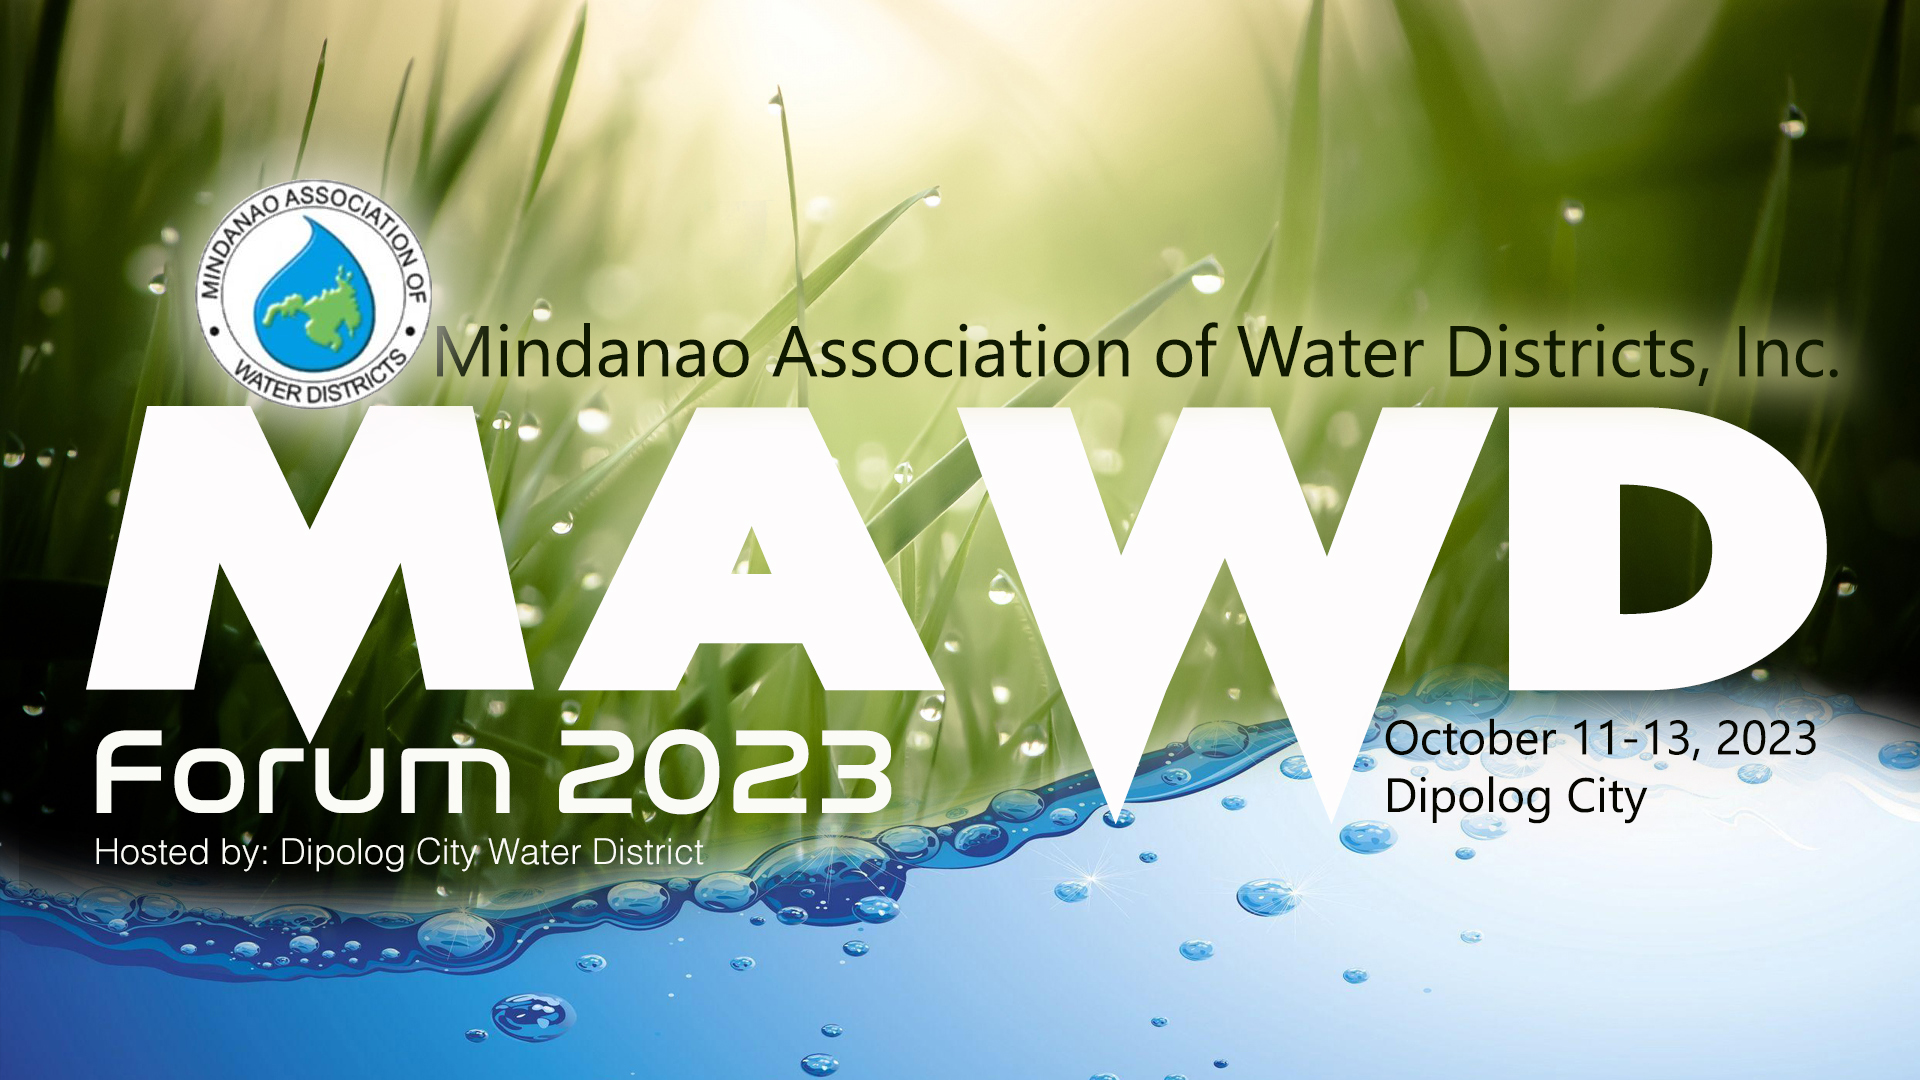 MINDANAO ASSOCIATION OF
WATER DISTRICTS
Mindanao Association of Water Districts, Inc.
MAWD
Forum 2023
Hosted by: Dipolog City Water District
October 11-13, 2023
Dipolog City